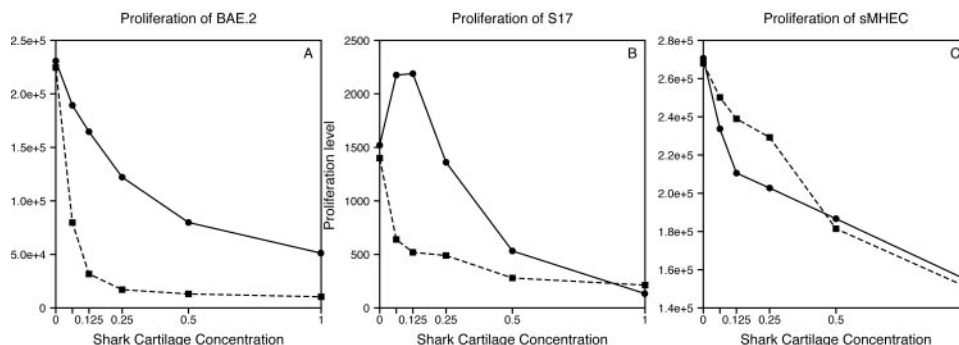 Proliferation of BAE.2
A
2.5e+5
2.0e+5
1.5e+5
1.0e+5
5.0e+4
0
0 0.125 0.25 0.5 1
Shark Cartilage Concentration
Proliferation of S17
B
Proliferation level
2500
2000
1500
1000
500
0
0 0.125 0.25 0.5 1
Shark Cartilage Concentration
Proliferation of sMHEC
C
2.8e+5
2.6e+5
2.4e+5
2.2e+5
2.0e+5
1.8e+5
1.6e+5
1.4e+5
0 0.125 0.25 0.5
Shark Cartilage Concentration